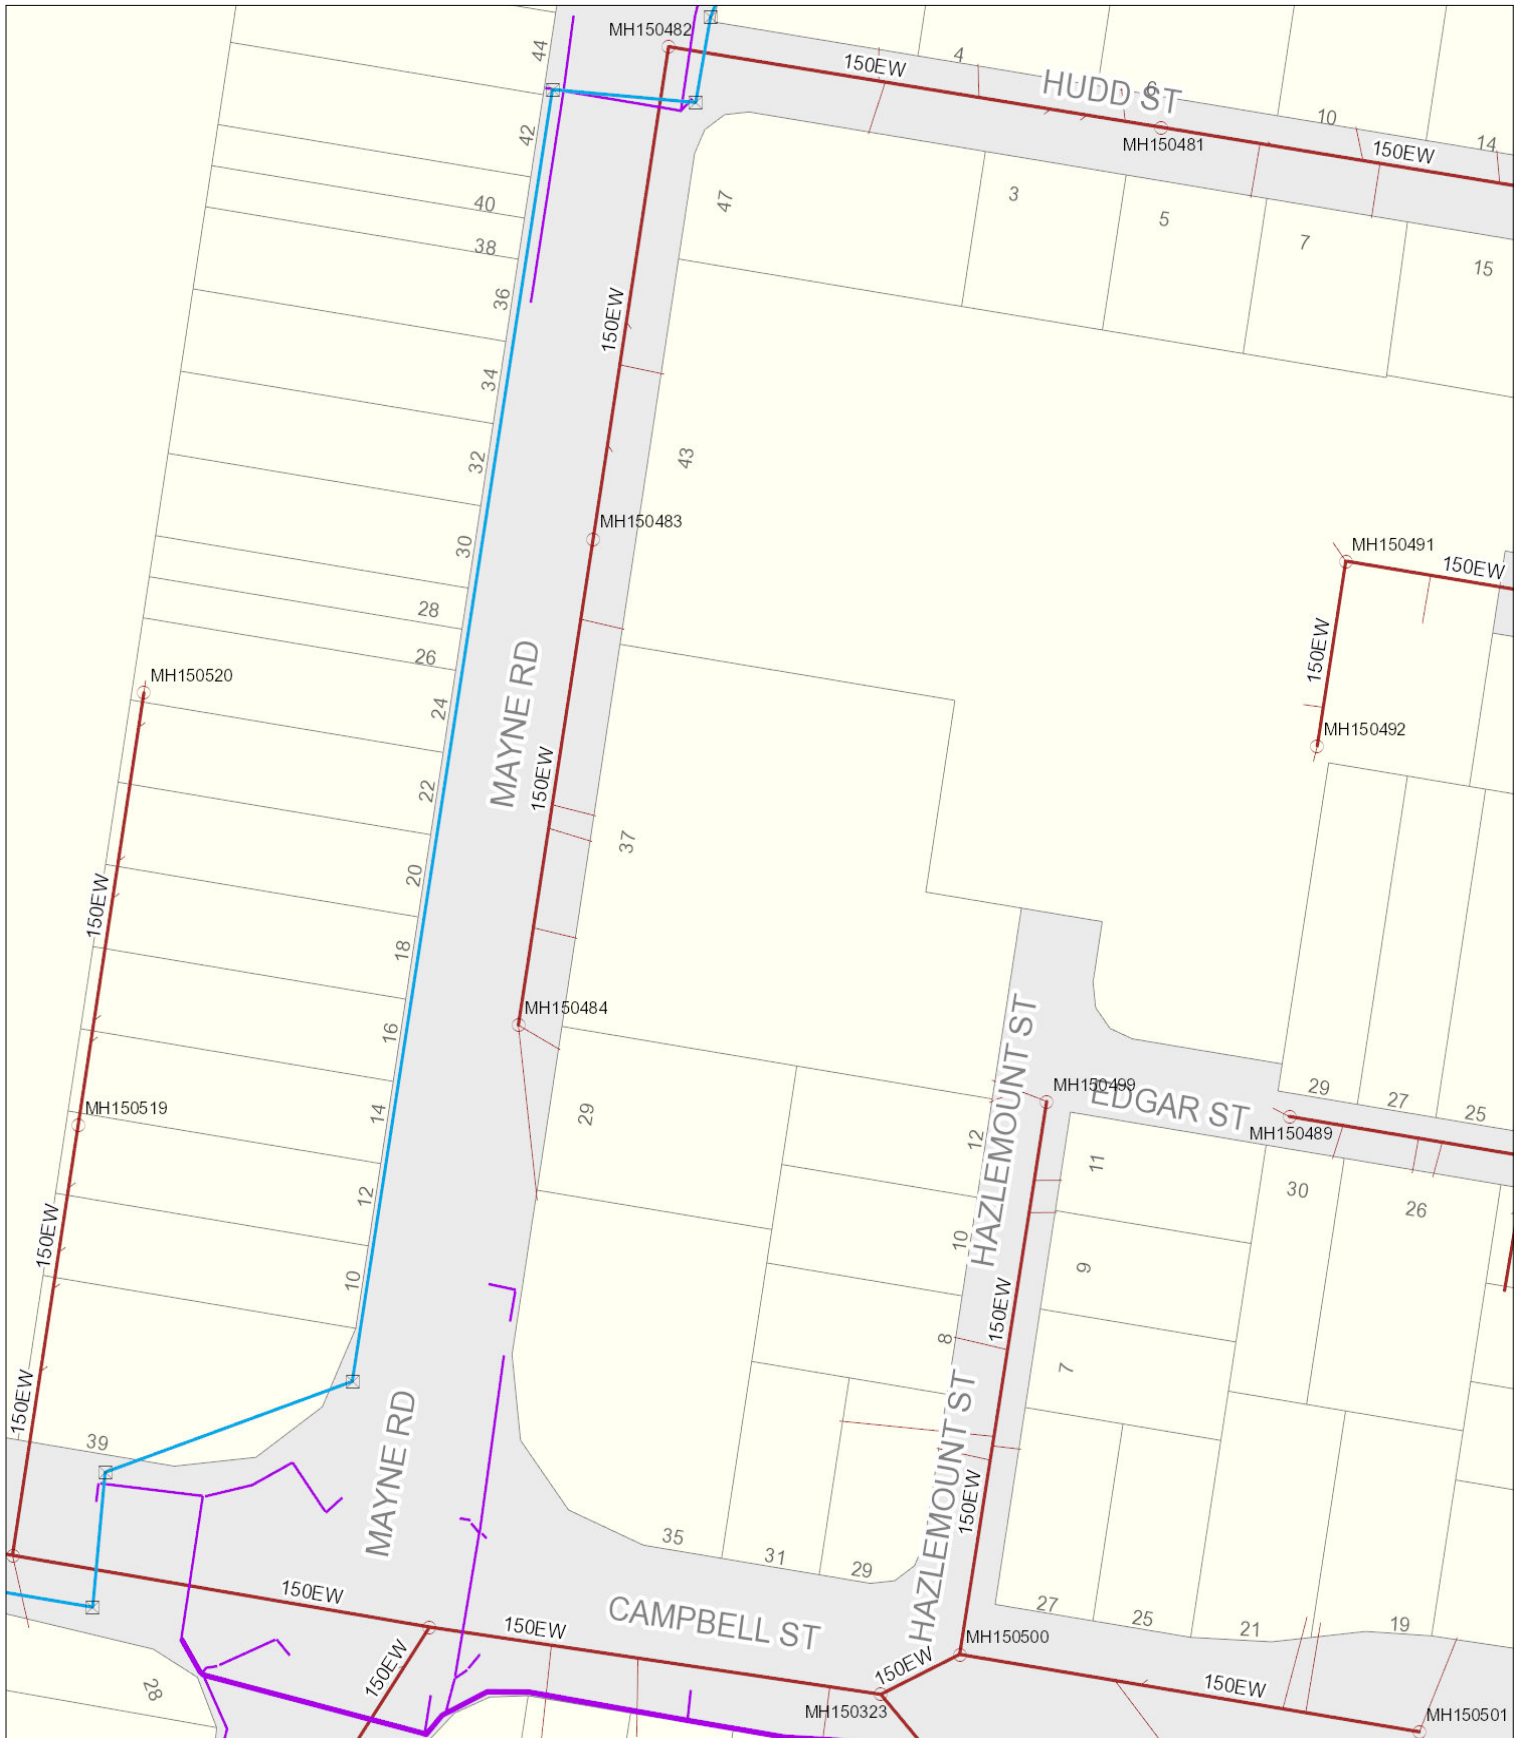 MH150482
44
4
150EW
HUDD ST
6
10
14
42
MH150481
150EW
47
3
5
7
15
40
38
36
150EW
34
43
32
MH150483
30
MH150491
150EW
28
MAYNE RD
150EW
26
MH150520
24
MH150492
150EW
22
37
20
150EW
18
MH150484
16
HAZLEMOUNT ST
MH150499
EDGAR ST
29
27
25
14
MH150519
29
12
MH150489
11
30
26
12
150EW
10
9
10
150EW
8
7
150EW
MAYNE RD
HAZLEMOUNT ST
39
150EW
35
31
29
150EW
CAMPBELL ST
150EW
27
25
21
19
MH150500
150EW
150EW
150EW
28
MH150323
MH150501